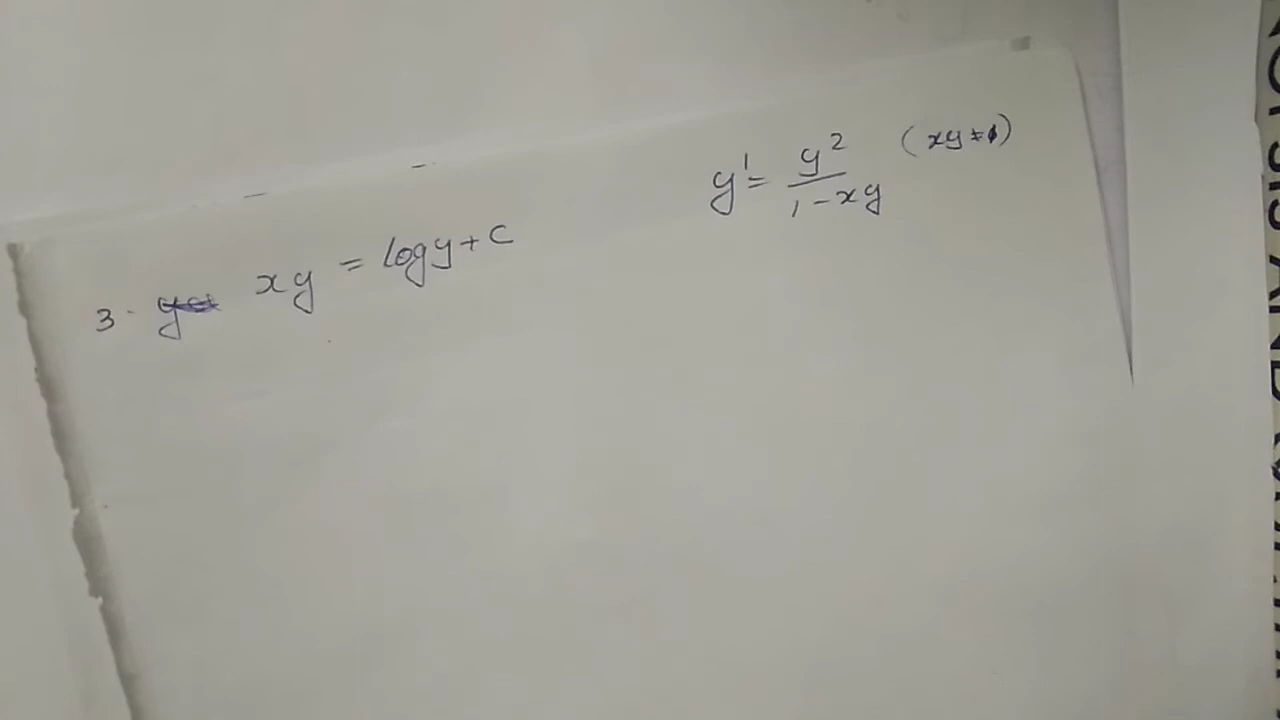 y' = y²/(1-xy) (xy≠1)
3. xy = log y + C